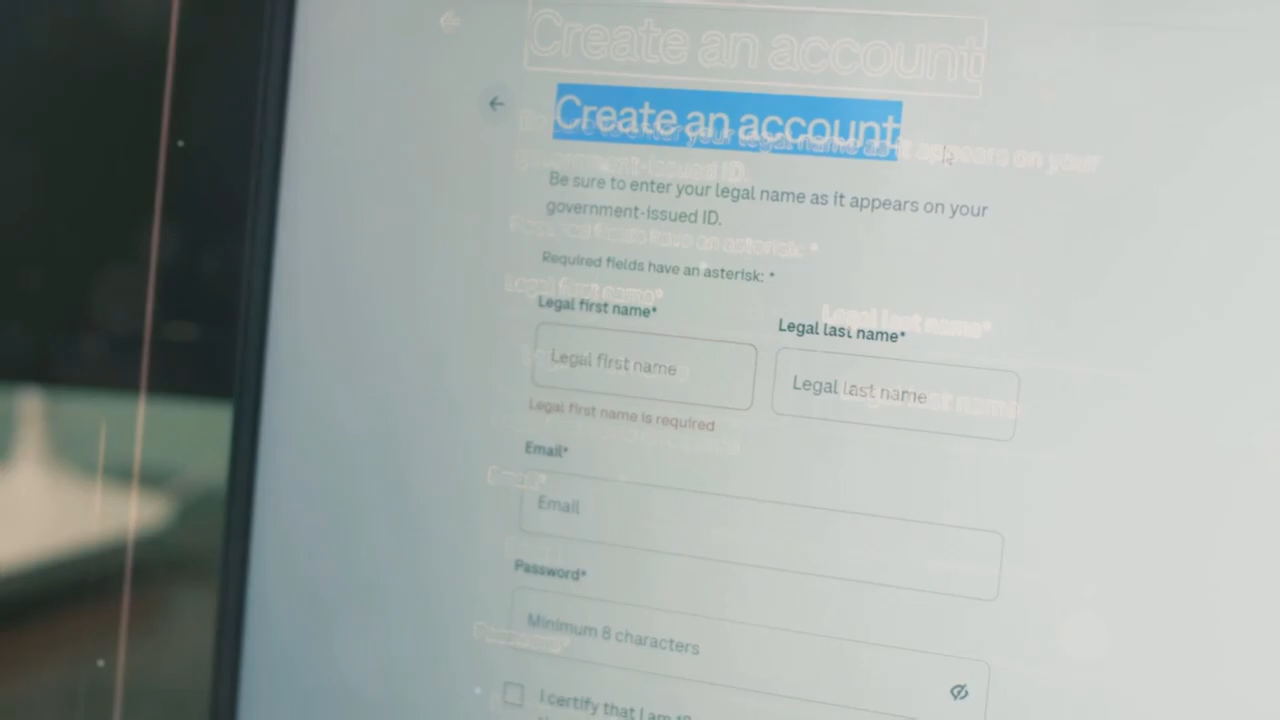 Create an account
Create an account
Be sure to enter your legal name as it appears on your
government-issued ID.
Required fields have an asterisk: *
Legal first name*
Legal last name*
Legal first name
Legal last name
Legal first name is required
Email*
Email
Password*
Minimum 8 characters
I certify that I am